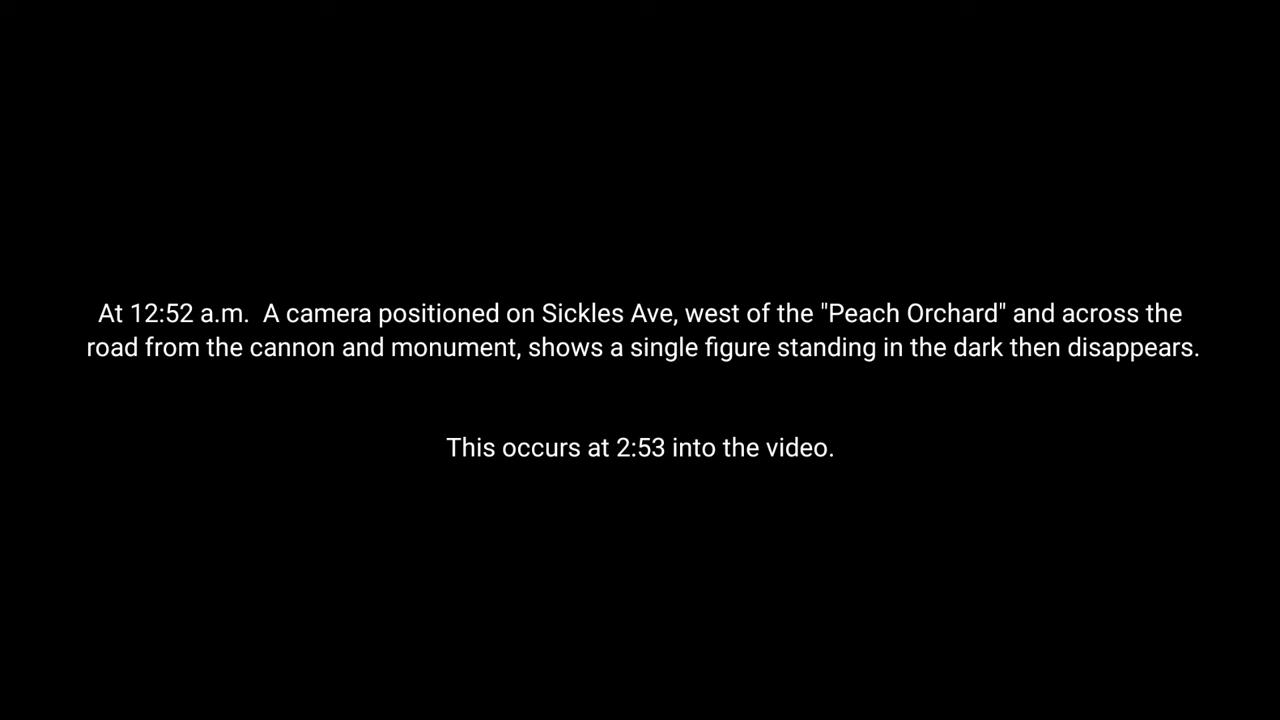 At 12:52 a.m.  A camera positioned on Sickles Ave, west of the "Peach Orchard" and across the
road from the cannon and monument, shows a single figure standing in the dark then disappears.
This occurs at 2:53 into the video.